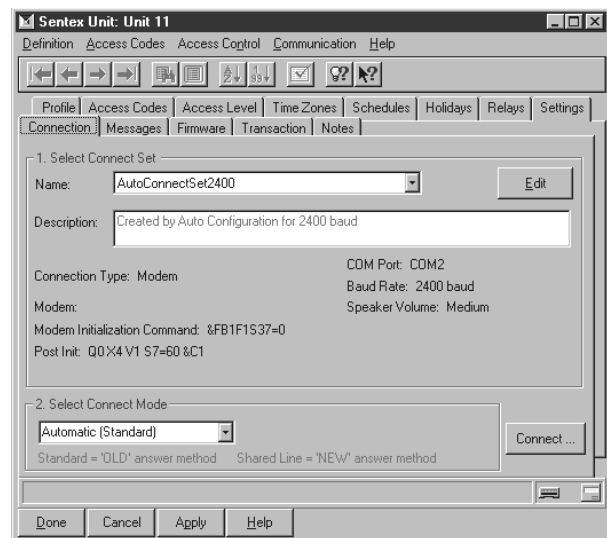 Sentex Unit: Unit 11
Definition Access Codes Access Control Communication Help
Profile Access Codes Access Level Time Zones Schedules Holidays Relays Settings
Connection Messages Firmware Transaction Notes
1. Select Connect Set
Name: AutoConnectSet2400 Edit
Description: Created by Auto Configuration for 2400 baud
Connection Type: Modem
COM Port: COM2
Baud Rate: 2400 baud
Modem:
Speaker Volume: Medium
Modem Initialization Command: &FB1F1S37=0
Post Init: Q0 X4 V1 S7=60 &C1
2. Select Connect Mode
Automatic (Standard)
Connect ...
Standard = 'OLD' answer method Shared Line = 'NEW' answer method
Done Cancel Apply Help